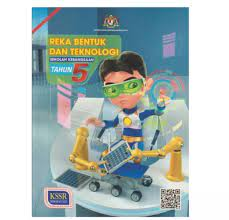 REKA BENTUK
DAN TEKNOLOGI
SEKOLAH KEBANGSAAN
TAHUN 5
KSSR